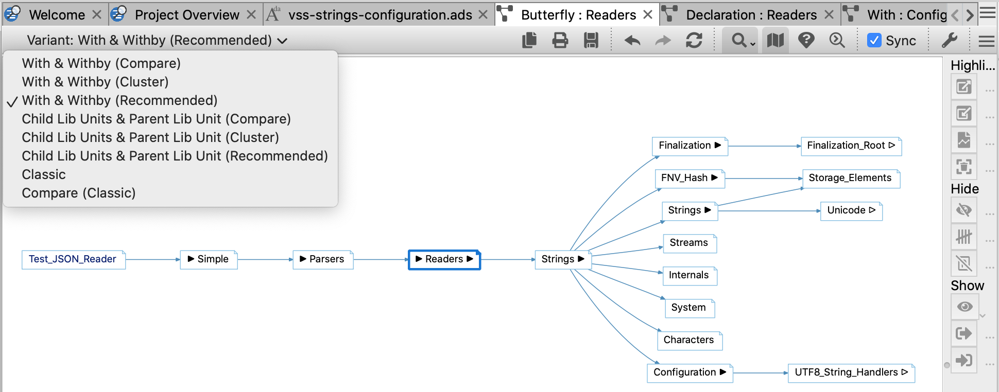 Welcome
Project Overview
Ada vss-strings-configuration.ads
Butterfly : Readers
Declaration : Readers
With : Config
Variant: With & Withby (Recommended)
Sync
With & Withby (Compare)
With & Withby (Cluster)
With & Withby (Recommended)
Child Lib Units & Parent Lib Unit (Compare)
Child Lib Units & Parent Lib Unit (Cluster)
Child Lib Units & Parent Lib Unit (Recommended)
Classic
Compare (Classic)
Highli...
Hide
Show
Test_JSON_Reader
Simple
Parsers
Readers
Strings
Finalization
Finalization_Root
FNV_Hash
Storage_Elements
Strings
Unicode
Streams
Internals
System
Characters
Configuration
UTF8_String_Handlers